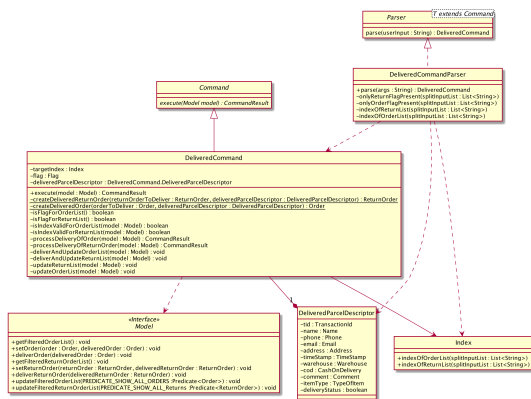 Parser
T extends Command
parse(userInput : String) : DeliveredCommand
DeliveredCommandParser
+parse(args : String) : DeliveredCommand
-onlyReturnFlagPresent(splitInputList : List<String>)
-onlyOrderFlagPresent(splitInputList : List<String>)
-indexOfReturnList(splitInputList : List<String>)
-indexOfOrderList(splitInputList : List<String>)
Command
execute(Model model) : CommandResult
DeliveredCommand
-targetIndex : Index
-flag : Flag
-deliveredParcelDescriptor : DeliveredCommand.DeliveredParcelDescriptor
+execute(model : Model) : CommandResult
-createDeliveredReturnOrder(returnOrderToDeliver : ReturnOrder, deliveredParcelDescriptor : DeliveredParcelDescriptor) : ReturnOrder
-createDeliveredOrder(orderToDeliver : Order, deliveredParcelDescriptor : DeliveredParcelDescriptor) : Order
-isFlagForOrderList() : boolean
-isFlagForReturnList() : boolean
-isIndexValidForOrderList(model : Model) : boolean
-isIndexValidForReturnList(model : Model) : boolean
-processDeliveryOfOrder(model : Model) : CommandResult
-processDeliveryOfReturnOrder(model : Model) : CommandResult
-deliverAndUpdateOrderList(model : Model) : void
-deliverAndUpdateReturnList(model : Model) : void
-updateReturnList(model : Model) : void
-updateOrderList(model : Model) : void
1
«Interface»
Model
+getFilteredOrderList() : void
+setOrder(order : Order, deliveredOrder : Order) : void
+deliverOrder(deliveredOrder : Order) : void
+getFilteredReturnOrderList() : void
+setReturnOrder(returnOrder : ReturnOrder, deliveredReturnOrder : ReturnOrder) : void
+deliverReturnOrder(deliveredReturnOrder : ReturnOrder) : void
+updateFilteredOrderList(PREDICATE_SHOW_ALL_ORDERS :Predicate<Order>) : void
+updateFilteredReturnOrderList(PREDICATE_SHOW_ALL_Returns :Predicate<ReturnOrder>) : void
DeliveredParcelDescriptor
-tid : TransactionId
-name : Name
-phone : Phone
-email : Email
-address : Address
-timeStamp : TimeStamp
-warehouse : Warehouse
-cod : CashOnDelivery
-comment : Comment
-itemType : TypeOfItem
-deliveryStatus : boolean
Index
+indexOfOrderList(splitInputList : List<String>)
+indexOfReturnList(splitInputList : List<String>)